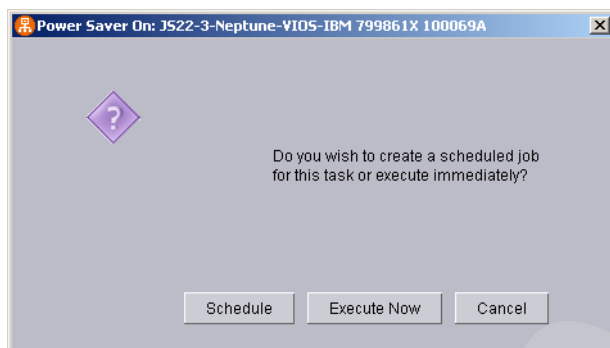 Power Saver On: JS22-3-Neptune-VIOS-IBM 799861X 100069A
?
Do you wish to create a scheduled job
for this task or execute immediately?
Schedule Execute Now Cancel